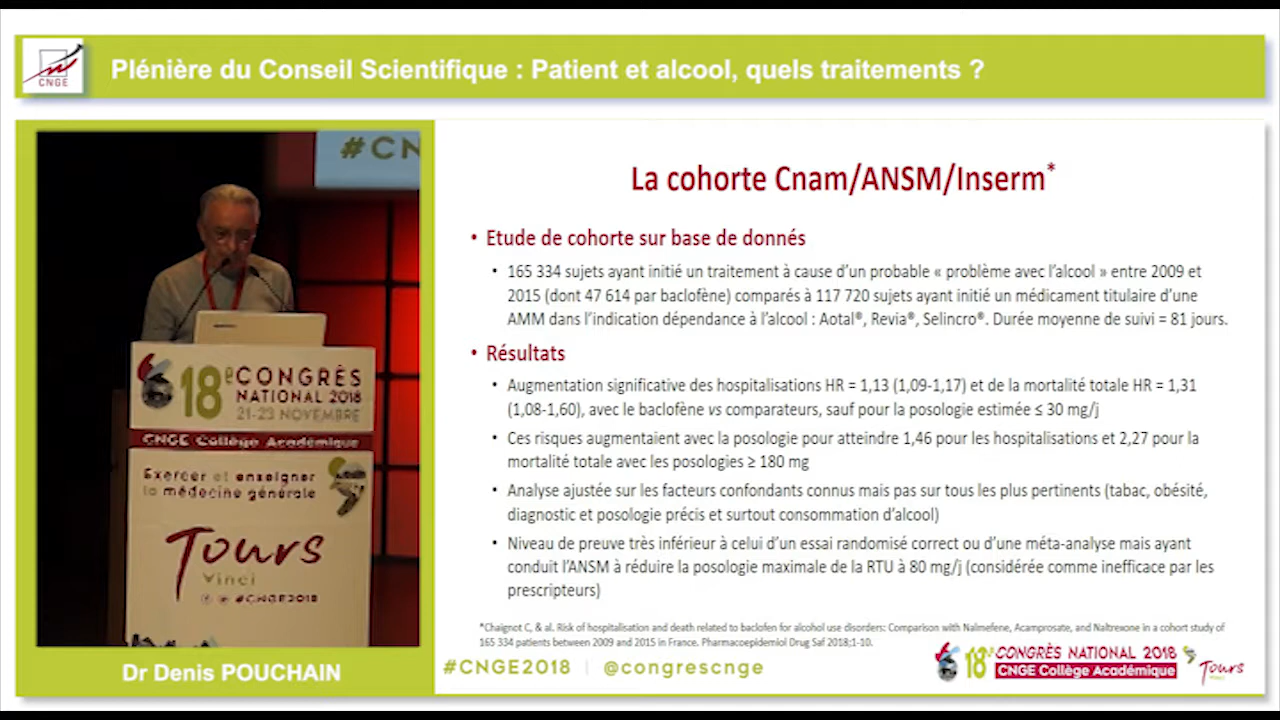 CNGE
Plénière du Conseil Scientifique : Patient et alcool, quels traitements ?
#CN
18e CONGRÈS
NATIONAL 2018
21-23 NOVEMBRE
CNGE Collège Académique
Exercer et enseigner
la médecine générale
Tours
Vinci
#CNGE2018
Dr Denis POUCHAIN
La cohorte Cnam/ANSM/Inserm*
• Etude de cohorte sur base de donnés
• 165 334 sujets ayant initié un traitement à cause d'un probable « problème avec l'alcool » entre 2009 et
2015 (dont 47 614 par baclofène) comparés à 117 720 sujets ayant initié un médicament titulaire d'une
AMM dans l'indication dépendance à l'alcool : Aotal®, Revia®, Selincro®. Durée moyenne de suivi = 81 jours.
• Résultats
• Augmentation significative des hospitalisations HR = 1,13 (1,09-1,17) et de la mortalité totale HR = 1,31
(1,08-1,60), avec le baclofène vs comparateurs, sauf pour la posologie estimée ≤ 30 mg/j
• Ces risques augmentaient avec la posologie pour atteindre 1,46 pour les hospitalisations et 2,27 pour la
mortalité totale avec les posologies ≥ 180 mg
• Analyse ajustée sur les facteurs confondants connus mais pas sur tous les plus pertinents (tabac, obésité,
diagnostic et posologie précis et surtout consommation d'alcool)
• Niveau de preuve très inférieur à celui d'un essai randomisé correct ou d'une méta-analyse mais ayant
conduit l'ANSM à réduire la posologie maximale de la RTU à 80 mg/j (considérée comme inefficace par les
prescripteurs)
*Chaignot C, & al. Risk of hospitalisation and death related to baclofen for alcohol use disorders: Comparison with Nalmefene, Acamprosate, and Naltrexone in a cohort study of
165 334 patients between 2009 and 2015 in France. Pharmacoepidemiol Drug Saf 2018;1-10.
#CNGE2018 | @congrescnge
18e CONGRÈS NATIONAL 2018
CNGE Collège Académique
Tours